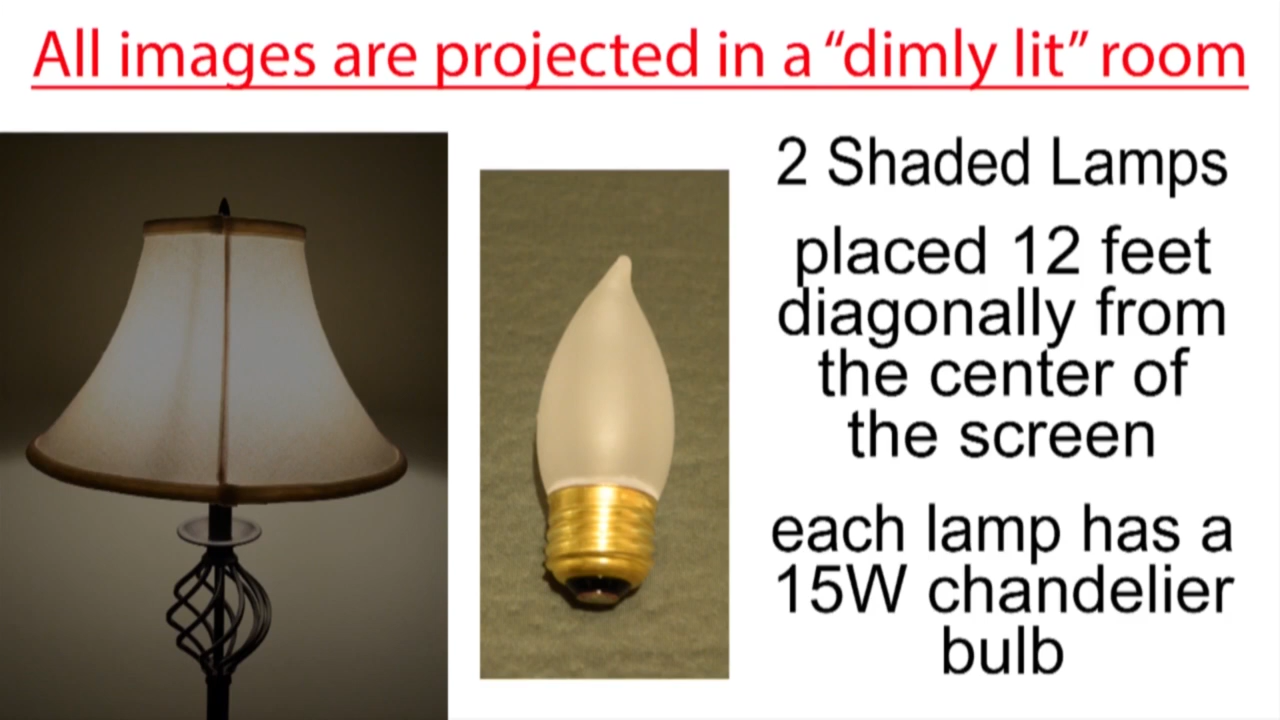 All images are projected in a “dimly lit” room
2 Shaded Lamps
placed 12 feet
diagonally from
the center of
the screen
each lamp has a
15W chandelier
bulb